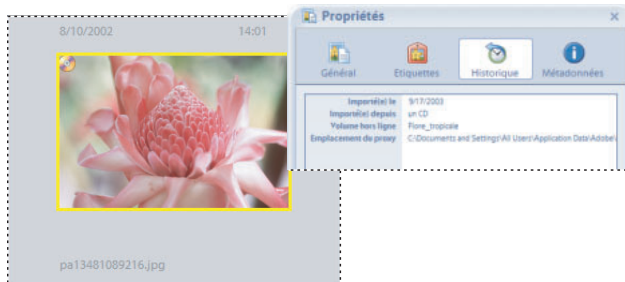 8/10/2002 14:01
pa13481089216.jpg
Propriétés
Général Etiquettes Historique Métadonnées
Importé(e) le 9/17/2003
Importé(e) depuis un CD
Volume hors ligne Flore_tropicale
Emplacement du proxy C:\Documents and Settings\All Users\Application Data\Adobe\